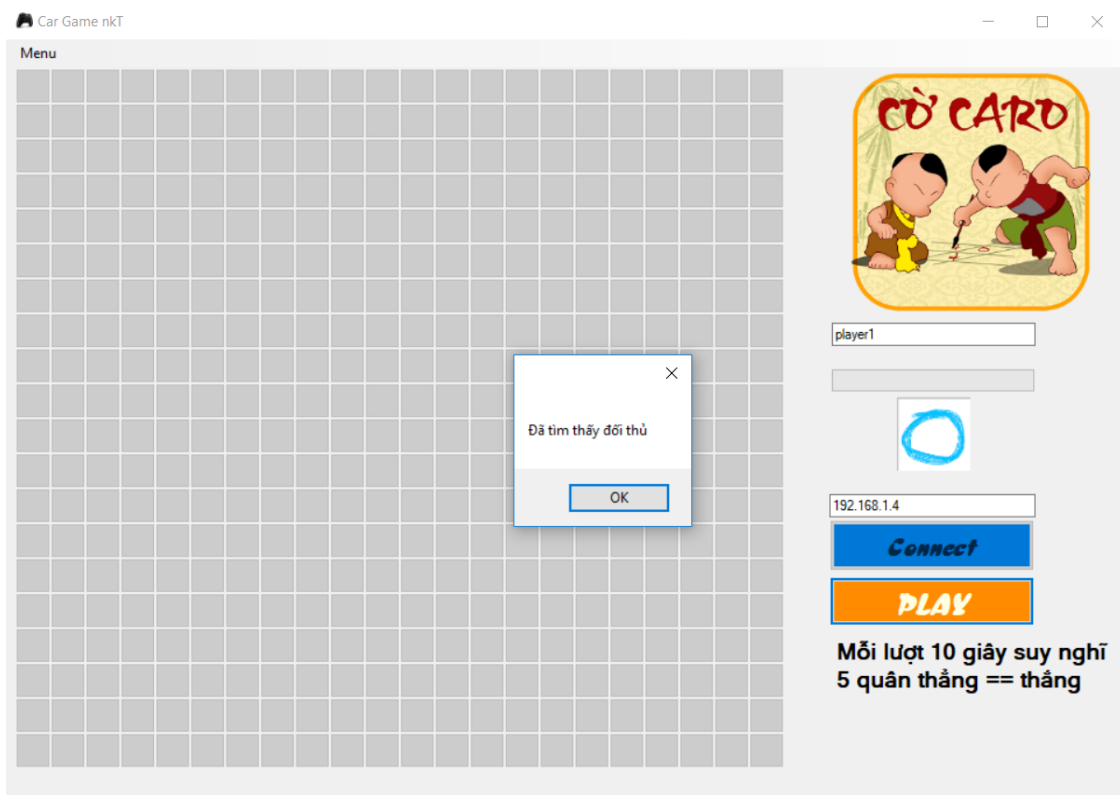 Car Game nkT
Menu
CỜ CARO
player1
Đã tìm thấy đối thủ
OK
192.168.1.4
Connect
PLAY
Mỗi lượt 10 giây suy nghĩ
5 quân thẳng == thắng